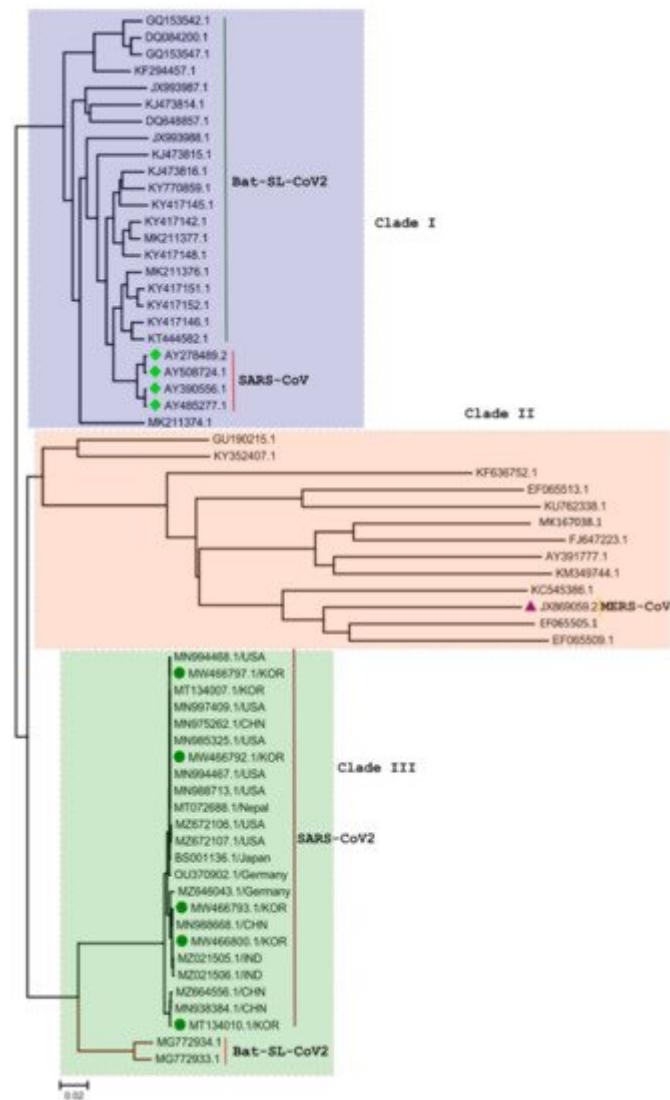 GQ153542.1
DQ084200.1
GQ153547.1
KF294457.1
JX993987.1
KJ473814.1
DQ648857.1
JX993988.1
KJ473815.1
KJ473816.1
Bat-SL-CoV2
KY770859.1
KY417145.1
KY417142.1
Clade I
MK211377.1
KY417148.1
MK211376.1
KY417151.1
KY417152.1
KY417146.1
KT444582.1
AY278489.2
AY508724.1
SARS-CoV
AY390556.1
AY485277.1
Clade II
MK211374.1
GU190215.1
KY352407.1
KF636752.1
EF065513.1
KU762338.1
MK167038.1
FJ647223.1
AY391777.1
KM349744.1
KC545386.1
JX869059.2 MERS-CoV
EF065505.1
EF065509.1
MN994468.1/USA
MW466797.1/KOR
MT134007.1/KOR
MN997409.1/USA
MN975262.1/CHN
MN985325.1/USA
MW466792.1/KOR
Clade III
MN994467.1/USA
MN988713.1/USA
MT072688.1/Nepal
MZ672106.1/USA
SARS-CoV2
MZ672107.1/USA
BS001136.1/Japan
OU370902.1/Germany
MZ646043.1/Germany
MW466793.1/KOR
MN988668.1/CHN
MW466800.1/KOR
MZ021505.1/IND
MZ021506.1/IND
MZ664556.1/CHN
MN938384.1/CHN
MT134010.1/KOR
MG772934.1
Bat-SL-CoV2
MG772933.1
0.02